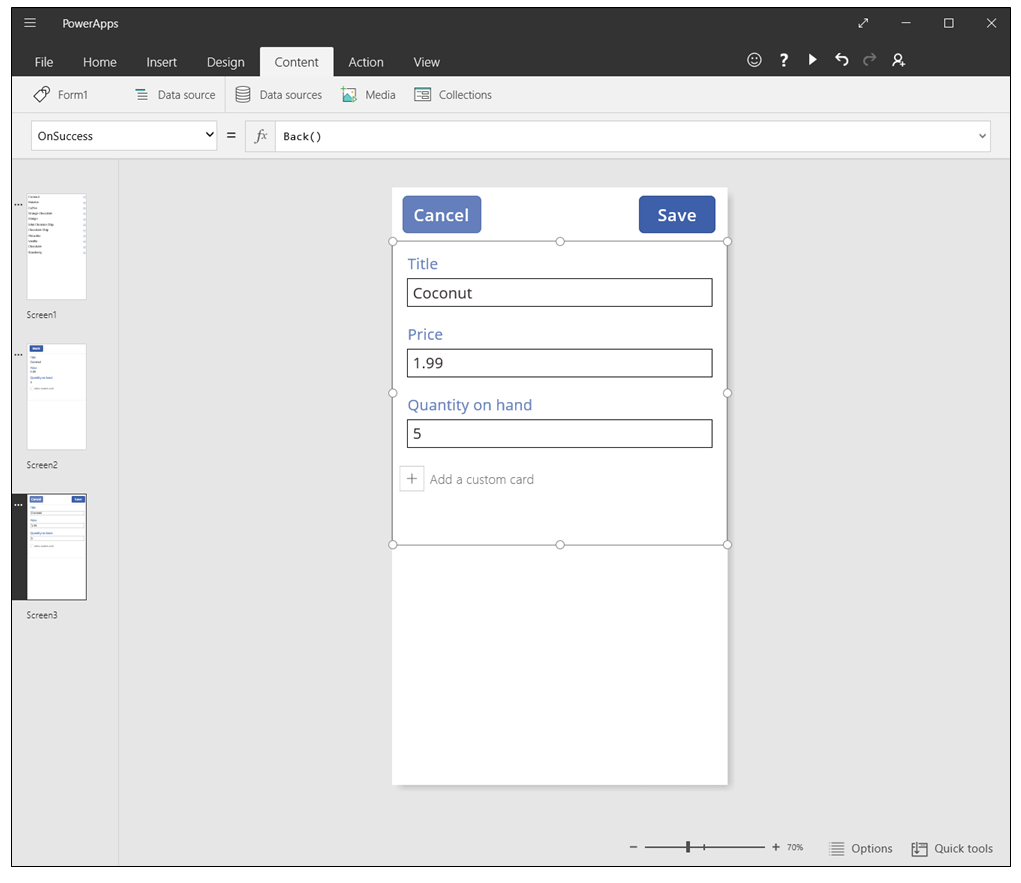 PowerApps
File Home Insert Design Content Action View
Form1 Data source Data sources Media Collections
OnSuccess = fx Back()
Screen1
Screen2
Screen3
Cancel Save
Title
Coconut
Price
1.99
Quantity on hand
5
+ Add a custom card
− + 70% Options Quick tools